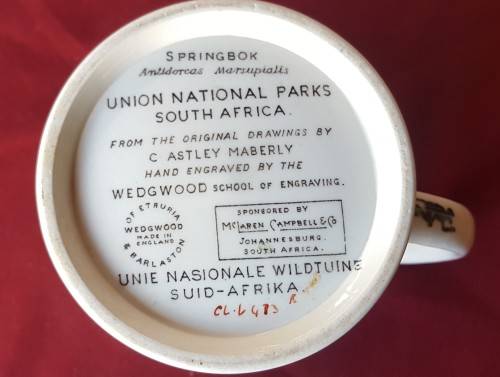 SPRINGBOK
Antidorcas Marsupialis
UNION NATIONAL PARKS
SOUTH AFRICA.
FROM THE ORIGINAL DRAWINGS BY
C ASTLEY MABERLY
HAND ENGRAVED BY THE
WEDGWOOD SCHOOL OF ENGRAVING.
OF ETRURIA
WEDGWOOD
MADE IN
ENGLAND
& BARLASTON
SPONSORED BY
MCLAREN CAMPBELL & CO
JOHANNESBURG.
SOUTH AFRICA.
UNIE NASIONALE WILDTUINE
SUID-AFRIKA.